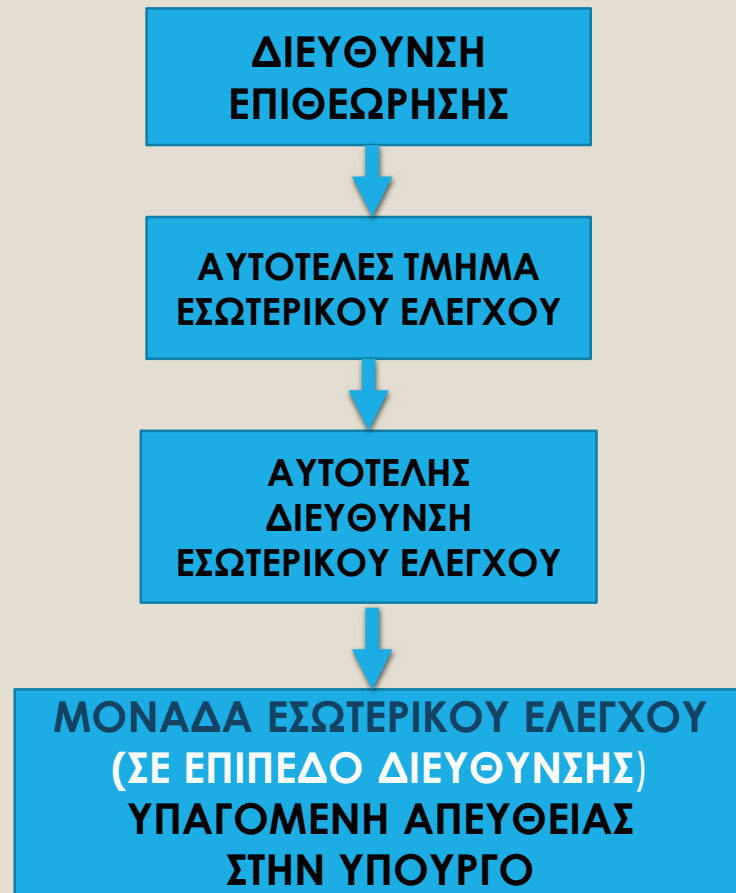 ΔΙΕΥΘΥΝΣΗ
ΕΠΙΘΕΩΡΗΣΗΣ
ΑΥΤΟΤΕΛΕΣ ΤΜΗΜΑ
ΕΣΩΤΕΡΙΚΟΥ ΕΛΕΓΧΟΥ
ΑΥΤΟΤΕΛΗΣ
ΔΙΕΥΘΥΝΣΗ
ΕΣΩΤΕΡΙΚΟΥ ΕΛΕΓΧΟΥ
ΜΟΝΑΔΑ ΕΣΩΤΕΡΙΚΟΥ ΕΛΕΓΧΟΥ
(ΣΕ ΕΠΙΠΕΔΟ ΔΙΕΥΘΥΝΣΗΣ)
ΥΠΑΓΟΜΕΝΗ ΑΠΕΥΘΕΙΑΣ
ΣΤΗΝ ΥΠΟΥΡΓΟ